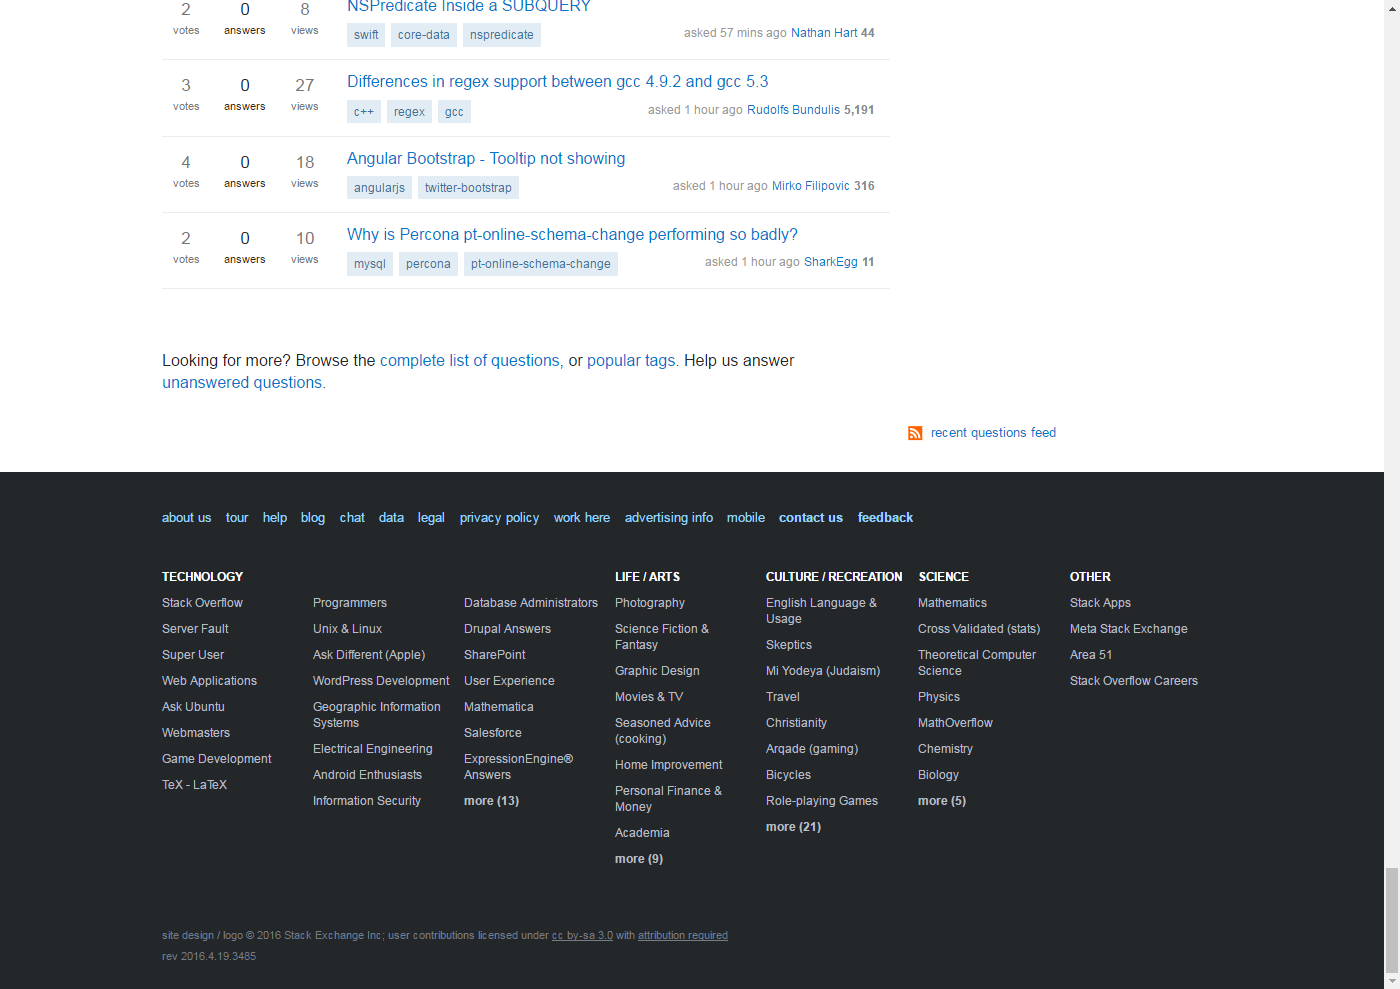 NSPredicate Inside a SUBQUERY
2 0 8
votes answers views
swift core-data nspredicate
asked 57 mins ago Nathan Hart 44
Differences in regex support between gcc 4.9.2 and gcc 5.3
3 0 27
votes answers views
c++ regex gcc
asked 1 hour ago Rudolfs Bundulis 5,191
Angular Bootstrap - Tooltip not showing
4 0 18
votes answers views
angularjs twitter-bootstrap
asked 1 hour ago Mirko Filipovic 316
Why is Percona pt-online-schema-change performing so badly?
2 0 10
votes answers views
mysql percona pt-online-schema-change
asked 1 hour ago SharkEgg 11
Looking for more? Browse the complete list of questions, or popular tags. Help us answer
unanswered questions.
recent questions feed
about us tour help blog chat data legal privacy policy work here advertising info mobile contact us feedback
TECHNOLOGY
Stack Overflow
Server Fault
Super User
Web Applications
Ask Ubuntu
Webmasters
Game Development
TeX - LaTeX
Programmers
Unix & Linux
Ask Different (Apple)
WordPress Development
Geographic Information
Systems
Electrical Engineering
Android Enthusiasts
Information Security
Database Administrators
Drupal Answers
SharePoint
User Experience
Mathematica
Salesforce
ExpressionEngine®
Answers
more (13)
LIFE / ARTS
Photography
Science Fiction &
Fantasy
Graphic Design
Movies & TV
Seasoned Advice
(cooking)
Home Improvement
Personal Finance &
Money
Academia
more (9)
CULTURE / RECREATION
English Language &
Usage
Skeptics
Mi Yodeya (Judaism)
Travel
Christianity
Arqade (gaming)
Bicycles
Role-playing Games
more (21)
SCIENCE
Mathematics
Cross Validated (stats)
Theoretical Computer
Science
Physics
MathOverflow
Chemistry
Biology
more (5)
OTHER
Stack Apps
Meta Stack Exchange
Area 51
Stack Overflow Careers
site design / logo © 2016 Stack Exchange Inc; user contributions licensed under cc by-sa 3.0 with attribution required
rev 2016.4.19.3485